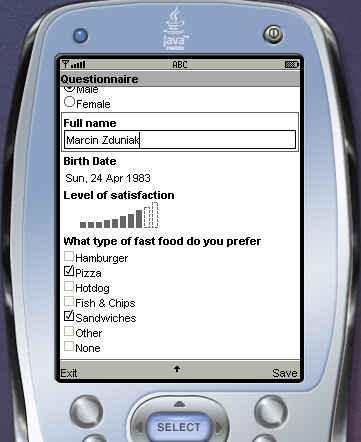 Java
POWERED
ABC
Questionnaire
Male
Female
Full name
Marcin Zduniak
Birth Date
Sun, 24 Apr 1983
Level of satisfaction
What type of fast food do you prefer
Hamburger
Pizza
Hotdog
Fish & Chips
Sandwiches
Other
None
Exit
Save
SELECT